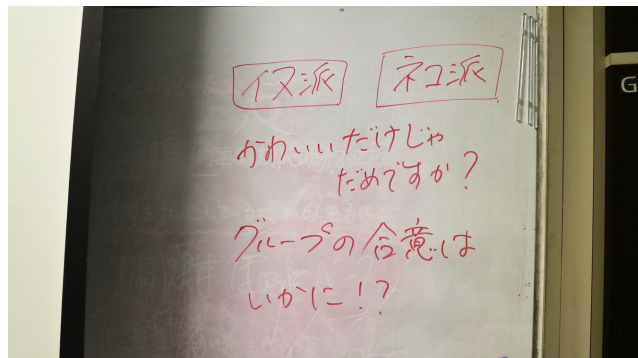 イヌ派 ネコ派
かわいいだけじゃ
だめですか?
グループの合意は
いかに!?
G